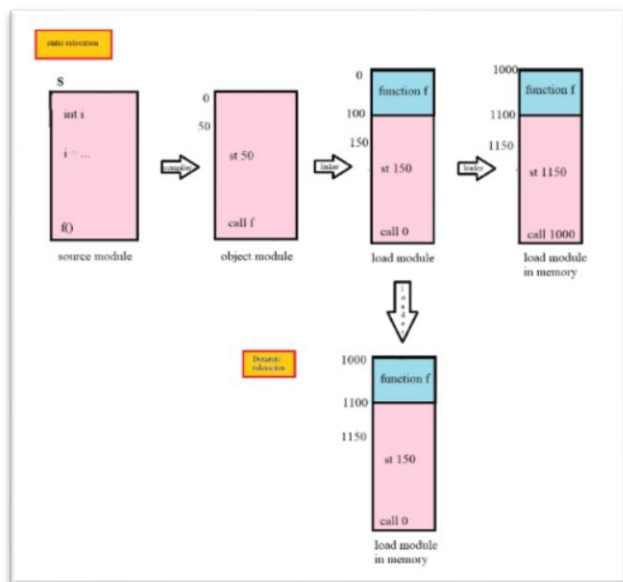 static relocation
S
int i
i = ...
f()
source module
compiler
0
50
st 50
call f
object module
linker
0
function f
100
150
st 150
call 0
load module
loader
1000
function f
1100
1150
st 1150
call 1000
load module
in memory
loader
Dynamic
relocation
1000
function f
1100
1150
st 150
call 0
load module
in memory